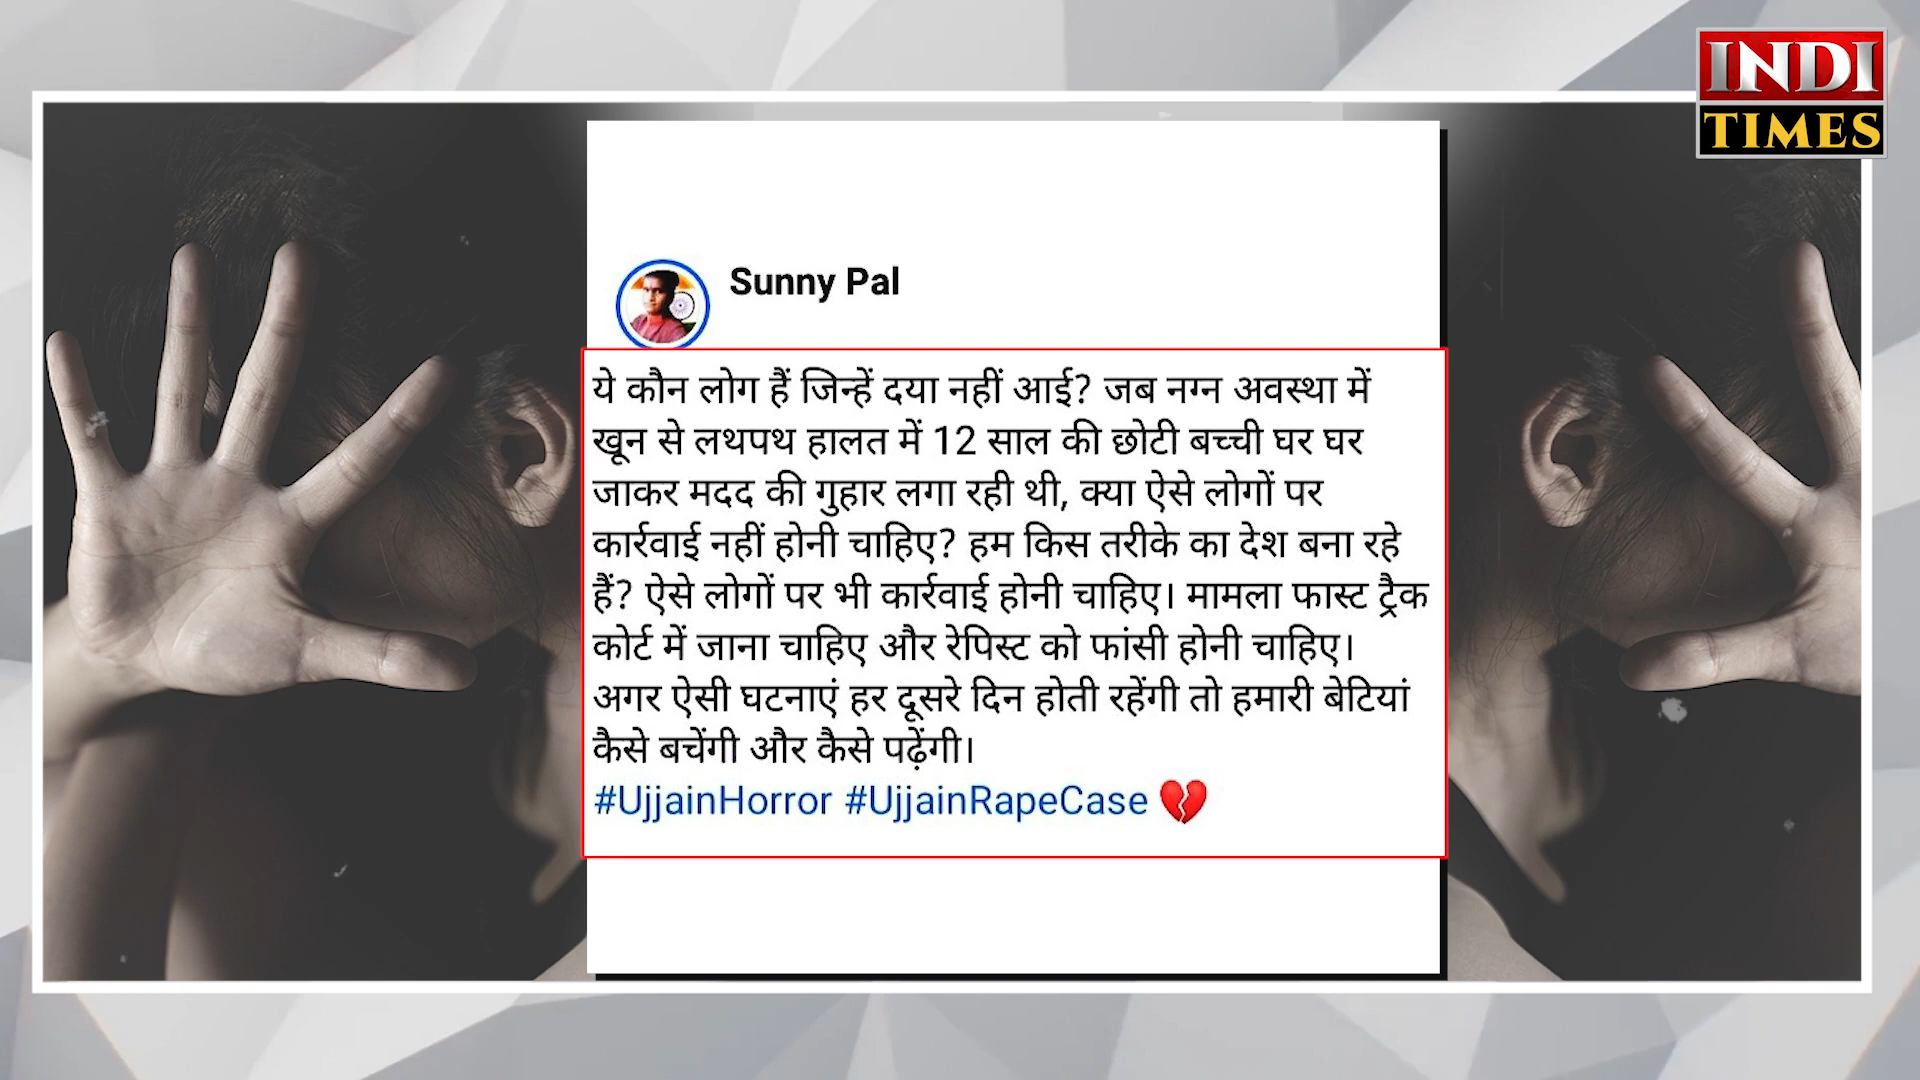 INDI
TIMES
Sunny Pal
ये कौन लोग हैं जिन्हें दया नहीं आई? जब नग्न अवस्था में
खून से लथपथ हालत में 12 साल की छोटी बच्ची घर घर
जाकर मदद की गुहार लगा रही थी, क्या ऐसे लोगों पर
कार्रवाई नहीं होनी चाहिए? हम किस तरीके का देश बना रहे
हैं? ऐसे लोगों पर भी कार्रवाई होनी चाहिए। मामला फास्ट ट्रैक
कोर्ट में जाना चाहिए और रेपिस्ट को फांसी होनी चाहिए।
अगर ऐसी घटनाएं हर दूसरे दिन होती रहेंगी तो हमारी बेटियां
कैसे बचेंगी और कैसे पढ़ेंगी।
#UjjainHorror #UjjainRapeCase 💔